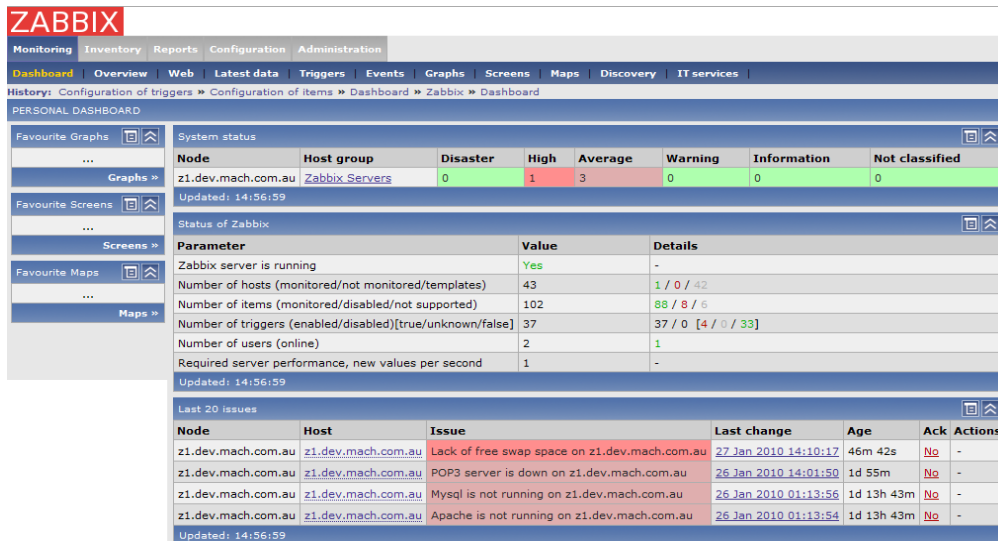 ZABBIX
Monitoring Inventory Reports Configuration Administration
Dashboard | Overview | Web | Latest data | Triggers | Events | Graphs | Screens | Maps | Discovery | IT services |
History: Configuration of triggers » Configuration of items » Dashboard » Zabbix » Dashboard
PERSONAL DASHBOARD
Favourite Graphs
...
Graphs »
Favourite Screens
...
Screens »
Favourite Maps
...
Maps »
System status
Node Host group Disaster High Average Warning Information Not classified
z1.dev.mach.com.au Zabbix Servers 0 1 3 0 0 0
Updated: 14:56:59
Status of Zabbix
Parameter Value Details
Zabbix server is running Yes -
Number of hosts (monitored/not monitored/templates) 43 1 / 0 / 42
Number of items (monitored/disabled/not supported) 102 88 / 8 / 6
Number of triggers (enabled/disabled)[true/unknown/false] 37 37 / 0 [4 / 0 / 33]
Number of users (online) 2 1
Required server performance, new values per second 1 -
Updated: 14:56:59
Last 20 issues
Node Host Issue Last change Age Ack Actions
z1.dev.mach.com.au z1.dev.mach.com.au Lack of free swap space on z1.dev.mach.com.au 27 Jan 2010 14:10:17 46m 42s No -
z1.dev.mach.com.au z1.dev.mach.com.au POP3 server is down on z1.dev.mach.com.au 26 Jan 2010 14:01:50 1d 55m No -
z1.dev.mach.com.au z1.dev.mach.com.au Mysql is not running on z1.dev.mach.com.au 26 Jan 2010 01:13:56 1d 13h 43m No -
z1.dev.mach.com.au z1.dev.mach.com.au Apache is not running on z1.dev.mach.com.au 26 Jan 2010 01:13:54 1d 13h 43m No -
Updated: 14:56:59